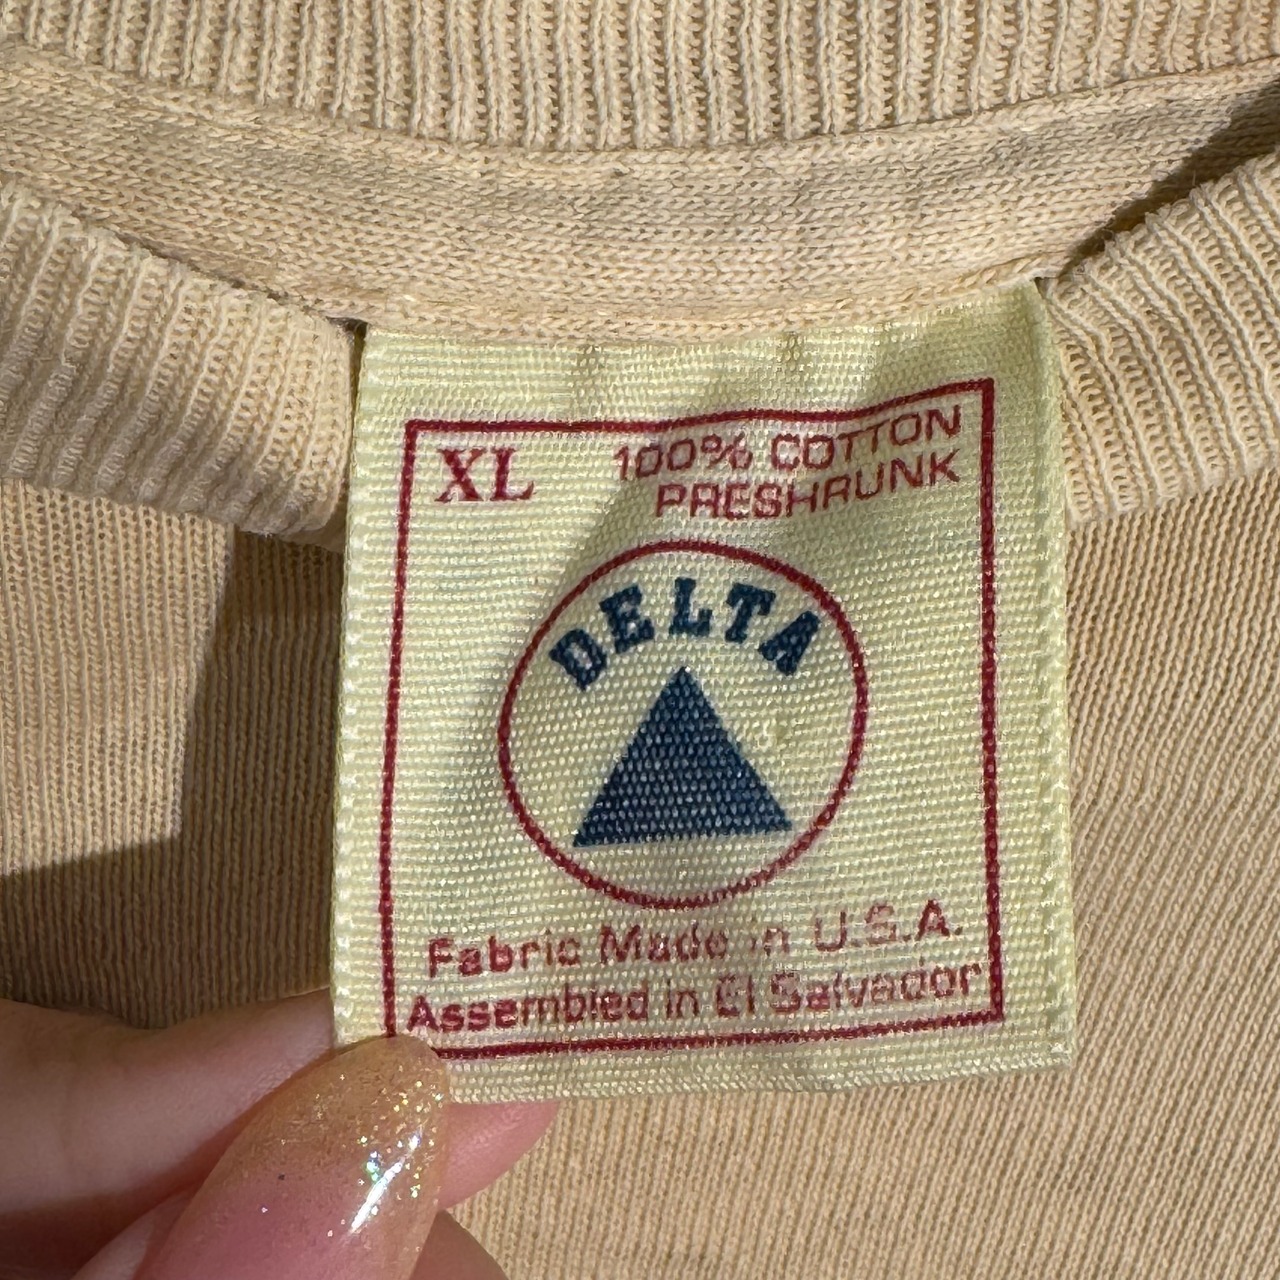 XL
100% COTTON
PRESHRUNK
DELTA
Fabric Made in U.S.A.
Assembled in El Salvador